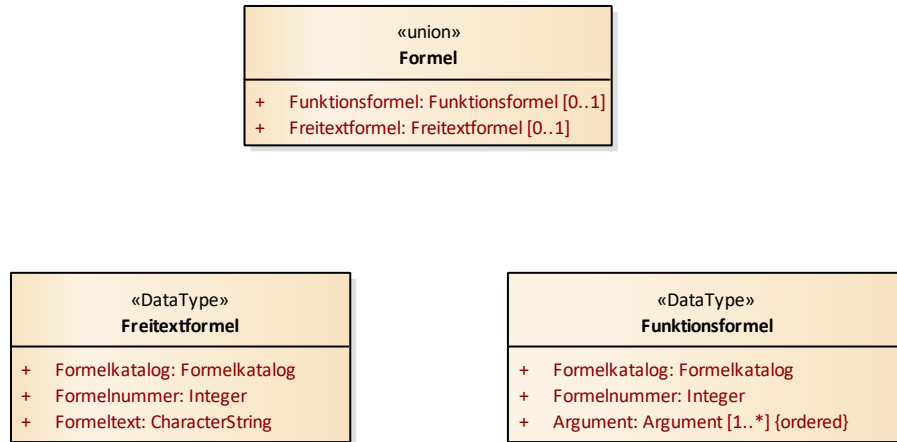 «union»
Formel
+ Funktionsformel: Funktionsformel [0..1]
+ Freitextformel: Freitextformel [0..1]
«DataType»
Freitextformel
+ Formelkatalog: Formelkatalog
+ Formelnummer: Integer
+ Formeltext: CharacterString
«DataType»
Funktionsformel
+ Formelkatalog: Formelkatalog
+ Formelnummer: Integer
+ Argument: Argument [1..*] {ordered}